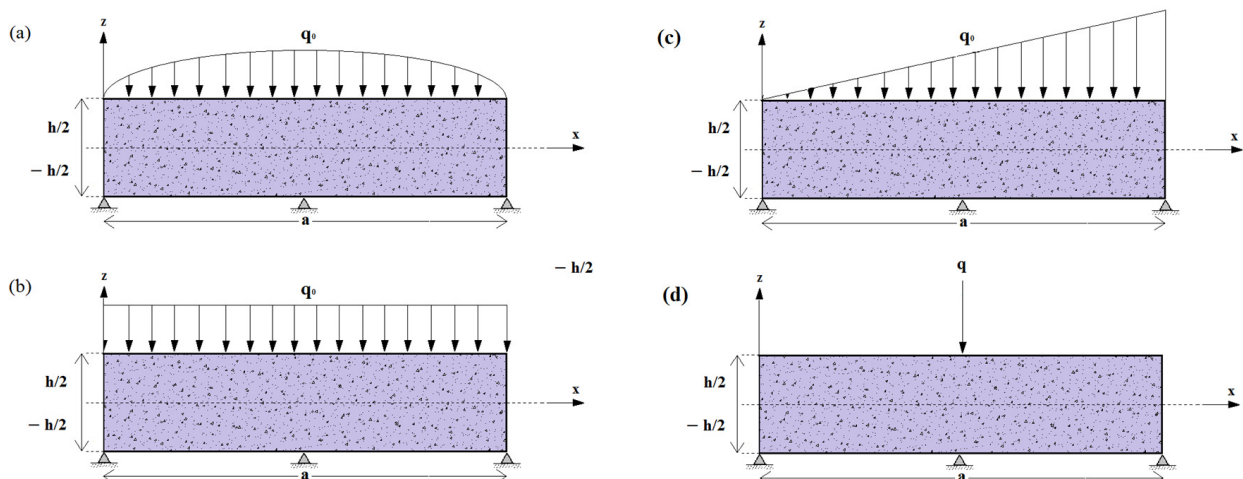 (a)
z
q₀
h/2
x
— h/2
a
(b)
z
q₀
— h/2
h/2
x
— h/2
a
(c)
z
q₀
h/2
x
— h/2
a
(d)
z
q
h/2
x
— h/2
a